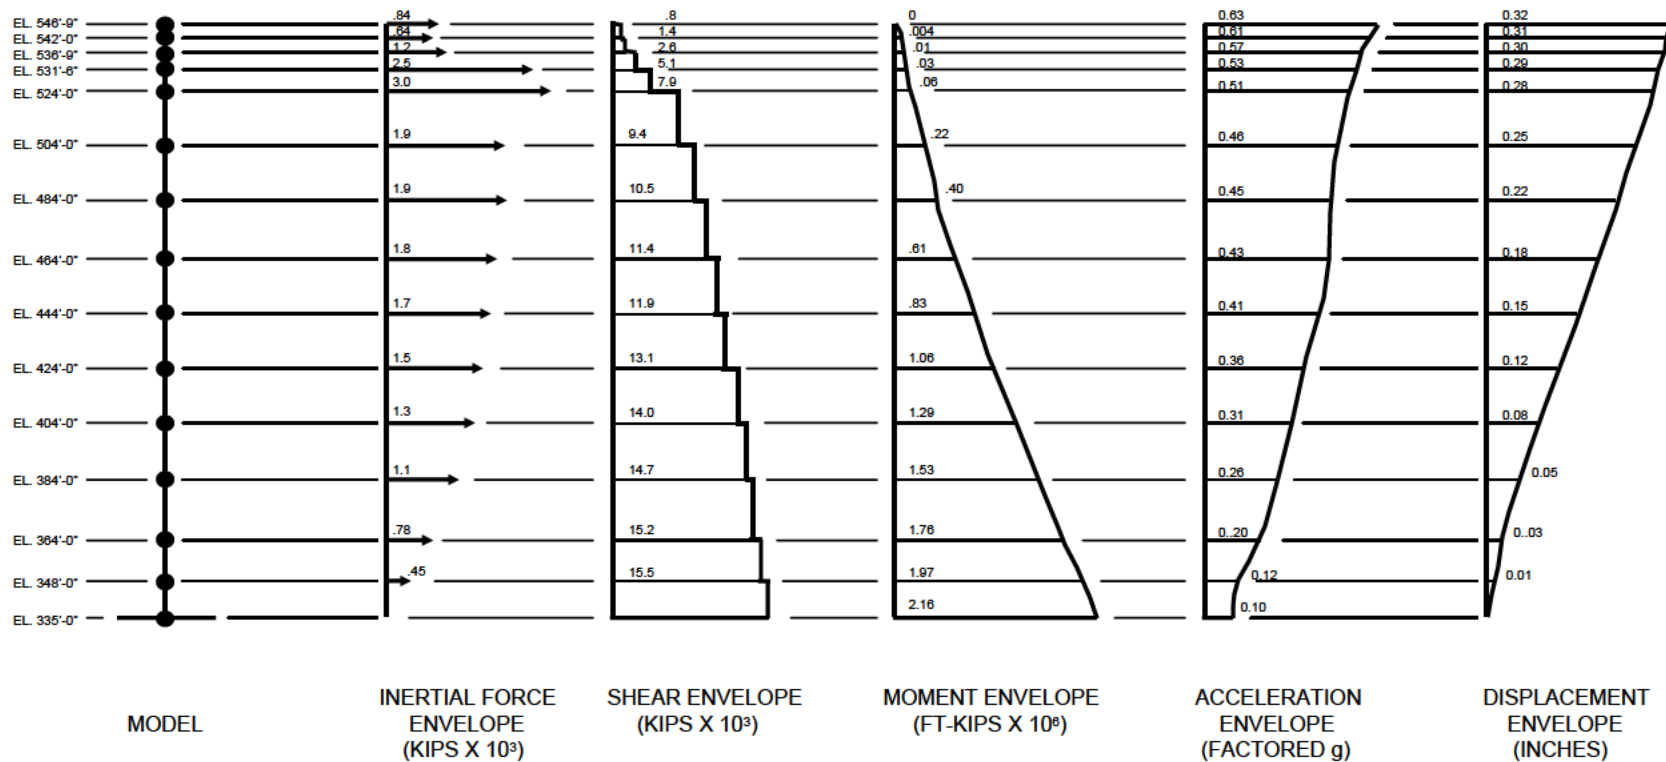 EL. 546'-9" .84 .8 0 0.63 0.32
EL. 542'-0" .64 1.4 .004 0.61 0.31
EL. 536'-9" 1.2 2.6 .01 0.57 0.30
EL. 531'-6" 2.5 5.1 .03 0.53 0.29
EL. 524'-0" 3.0 7.9 .06 0.51 0.28
EL. 504'-0" 1.9 9.4 .22 0.46 0.25
EL. 484'-0" 1.9 10.5 .40 0.45 0.22
EL. 464'-0" 1.8 11.4 .61 0.43 0.18
EL. 444'-0" 1.7 11.9 .83 0.41 0.15
EL. 424'-0" 1.5 13.1 1.06 0.36 0.12
EL. 404'-0" 1.3 14.0 1.29 0.31 0.08
EL. 384'-0" 1.1 14.7 1.53 0.26 0.05
EL. 364'-0" .78 15.2 1.76 0..20 0..03
EL. 348'-0" .45 15.5 1.97 0.12 0.01
EL. 335'-0" 2.16 0.10
MODEL
INERTIAL FORCE
ENVELOPE
(KIPS X 10³)
SHEAR ENVELOPE
(KIPS X 10³)
MOMENT ENVELOPE
(FT-KIPS X 10⁶)
ACCELERATION
ENVELOPE
(FACTORED g)
DISPLACEMENT
ENVELOPE
(INCHES)